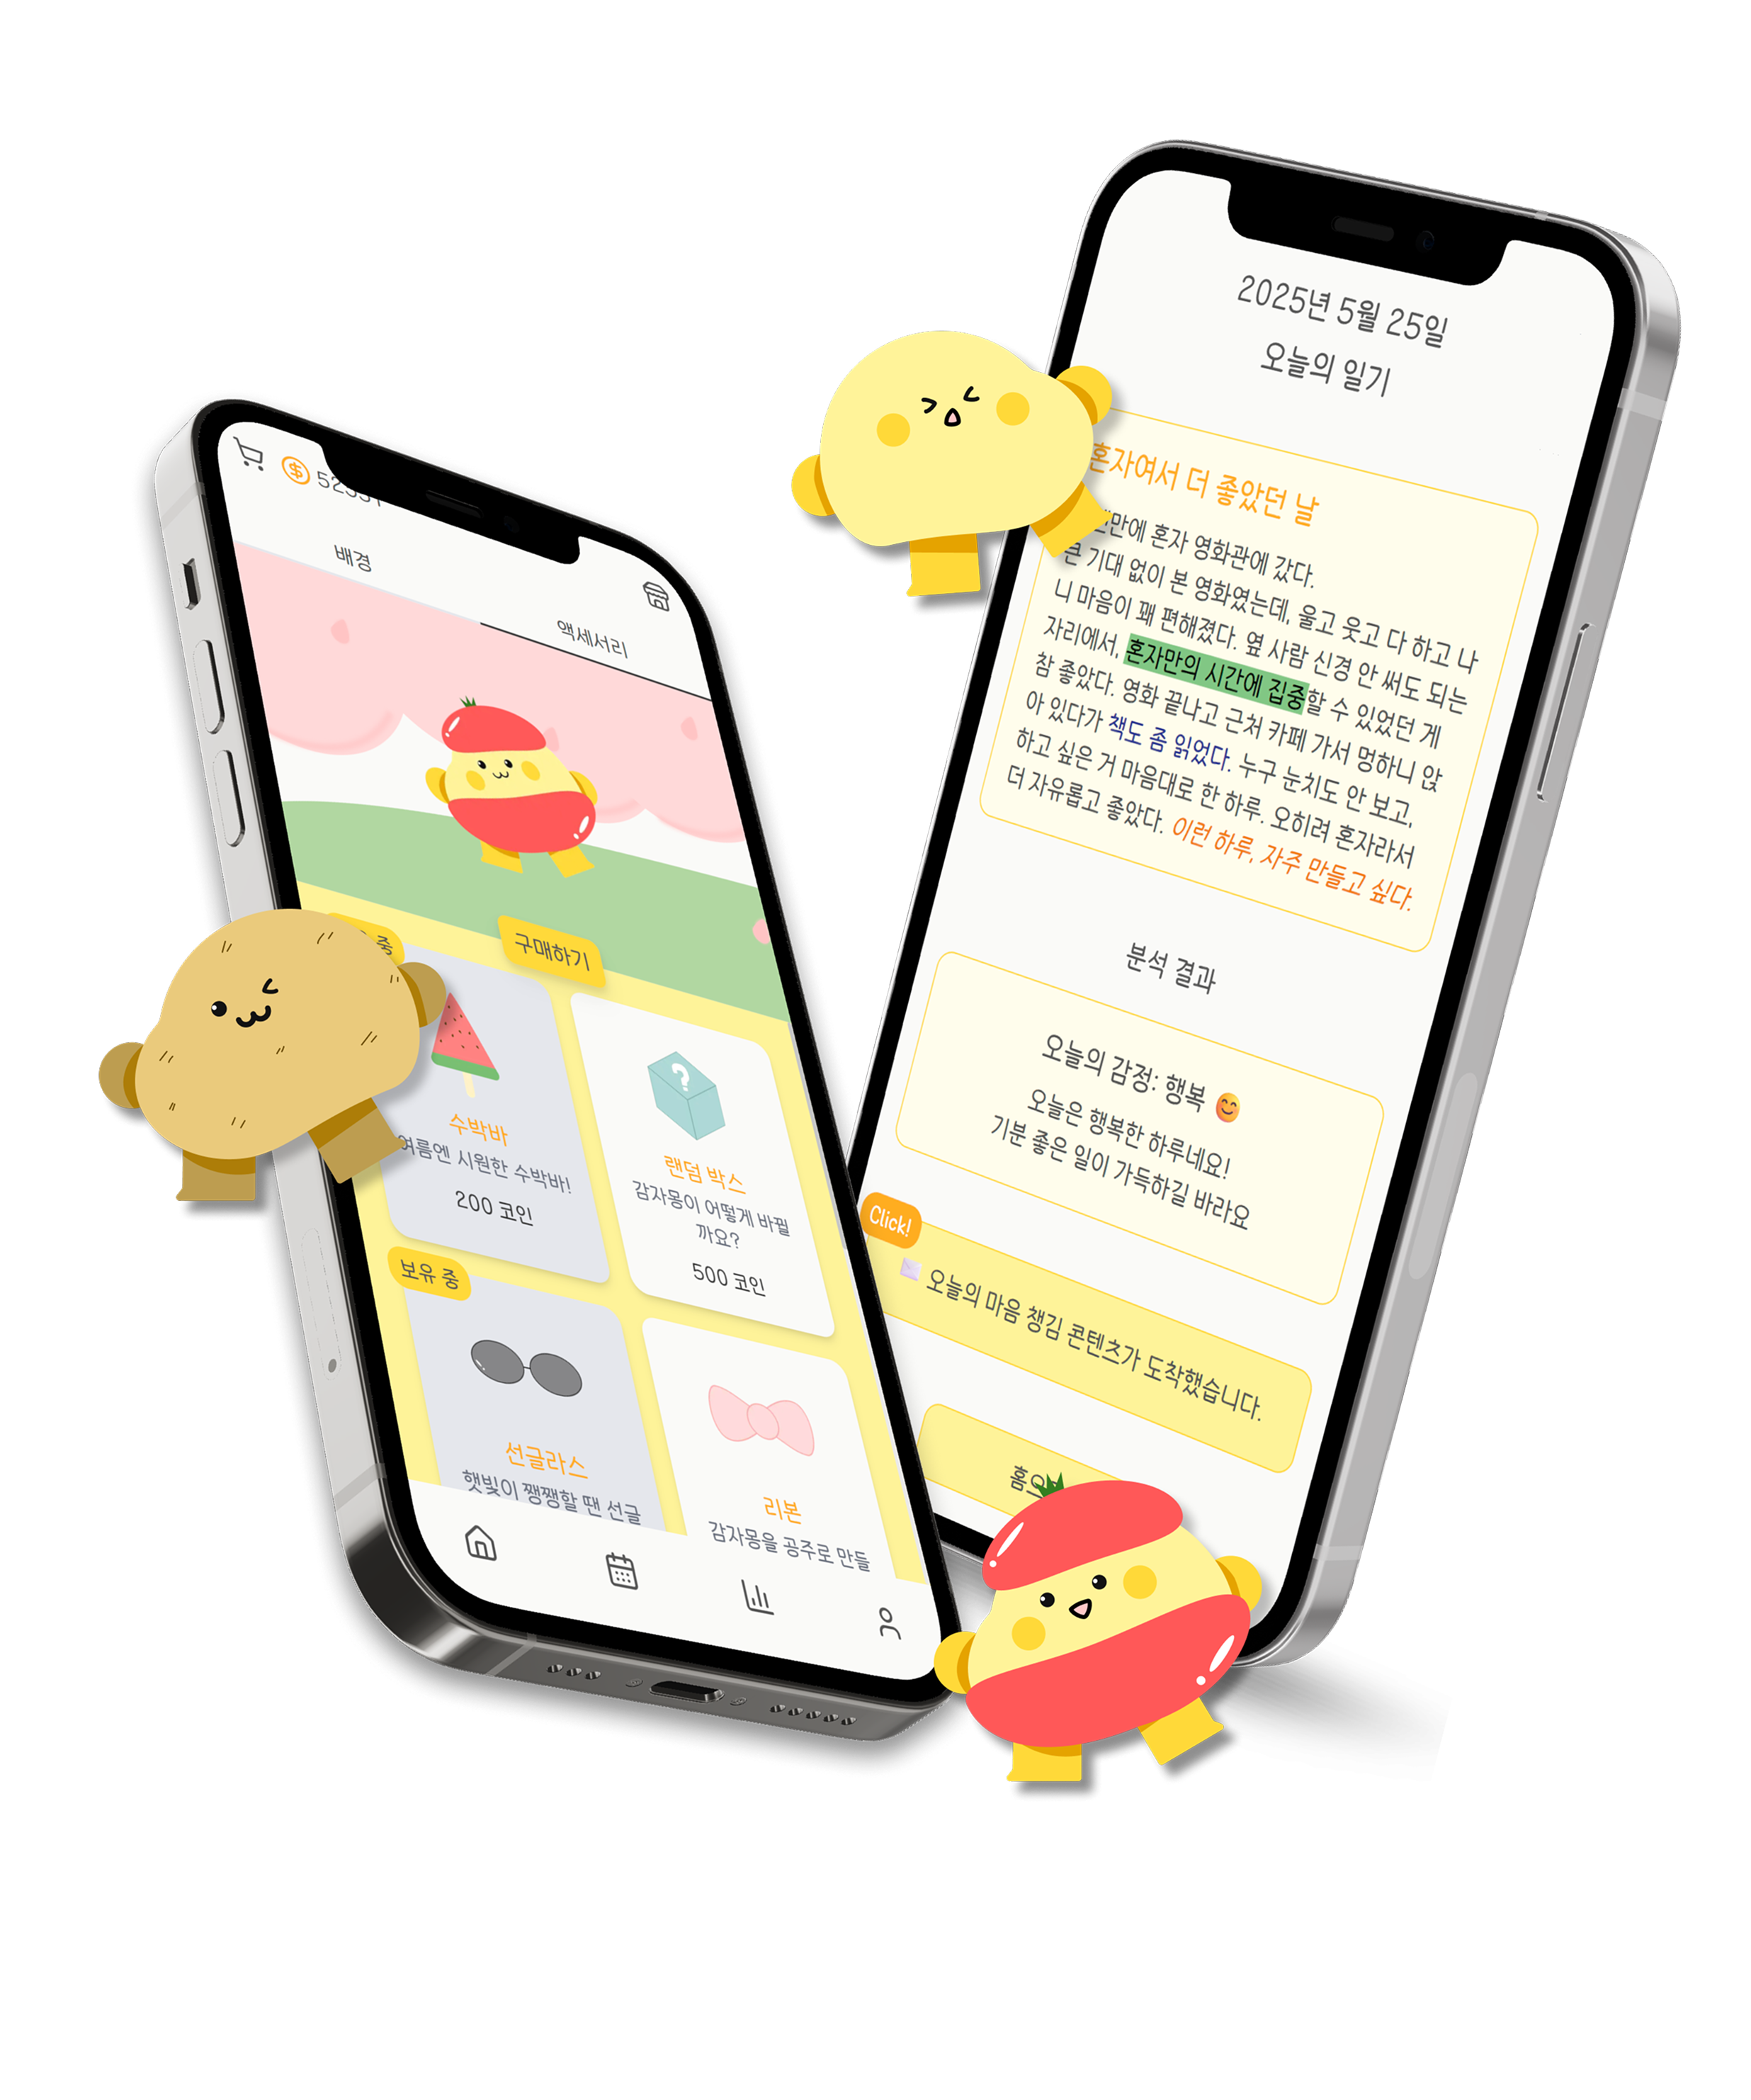 배경
액세서리
구매하기
중
수박바
여름엔 시원한 수박바!
200 코인
랜덤 박스
?
감자몽이 어떻게 바뀔
까요?
500 코인
보유 중
선글라스
햇빛이 쨍쨍할 땐 선글
리본
감자몽을 공주로 만들
2025년 5월 25일
오늘의 일기
혼자여서 더 좋았던 날
만에 혼자 영화관에 갔다.
큰 기대 없이 본 영화였는데, 울고 웃고 다 하고 나
니 마음이 꽤 편해졌다. 옆 사람 신경 안 써도 되는
자리에서, 혼자만의 시간에 집중할 수 있었던 게
참 좋았다. 영화 끝나고 근처 카페 가서 멍하니 앉
아 있다가 책도 좀 읽었다. 누구 눈치도 안 보고,
하고 싶은 거 마음대로 한 하루. 오히려 혼자라서
더 자유롭고 좋았다. 이런 하루, 자주 만들고 싶다.
분석 결과
오늘의 감정: 행복 😊
오늘은 행복한 하루네요!
기분 좋은 일이 가득하길 바라요
Click!
오늘의 마음 챙김 콘텐츠가 도착했습니다.